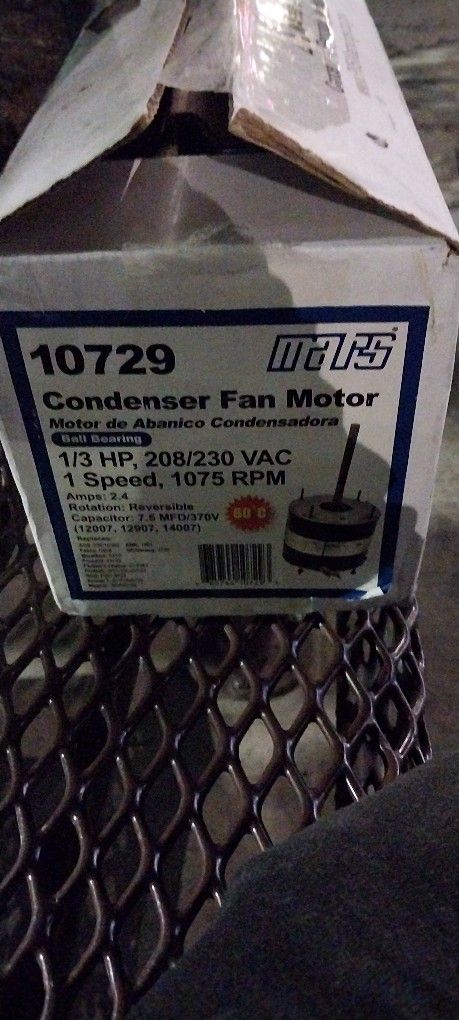 10729
mars
Condenser Fan Motor
Motor de Abanico Condensadora
Ball Bearing
1/3 HP, 208/230 VAC
1 Speed, 1075 RPM
Amps: 2.4
Rotation: Reversible
Capacitor: 7.5 MFD/370V
(12007, 12907, 14007)
60°C
Replaces: